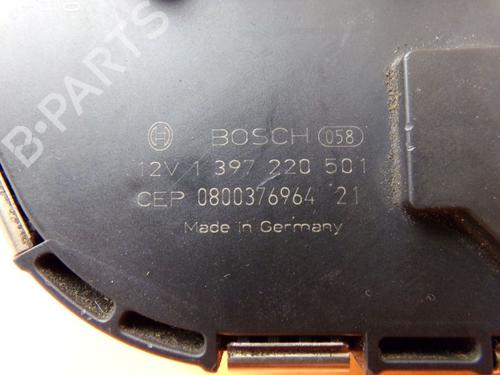 B-PARTS
BOSCH 058
12V 1 397 220 501
CEP 0800376964 21
Made in Germany